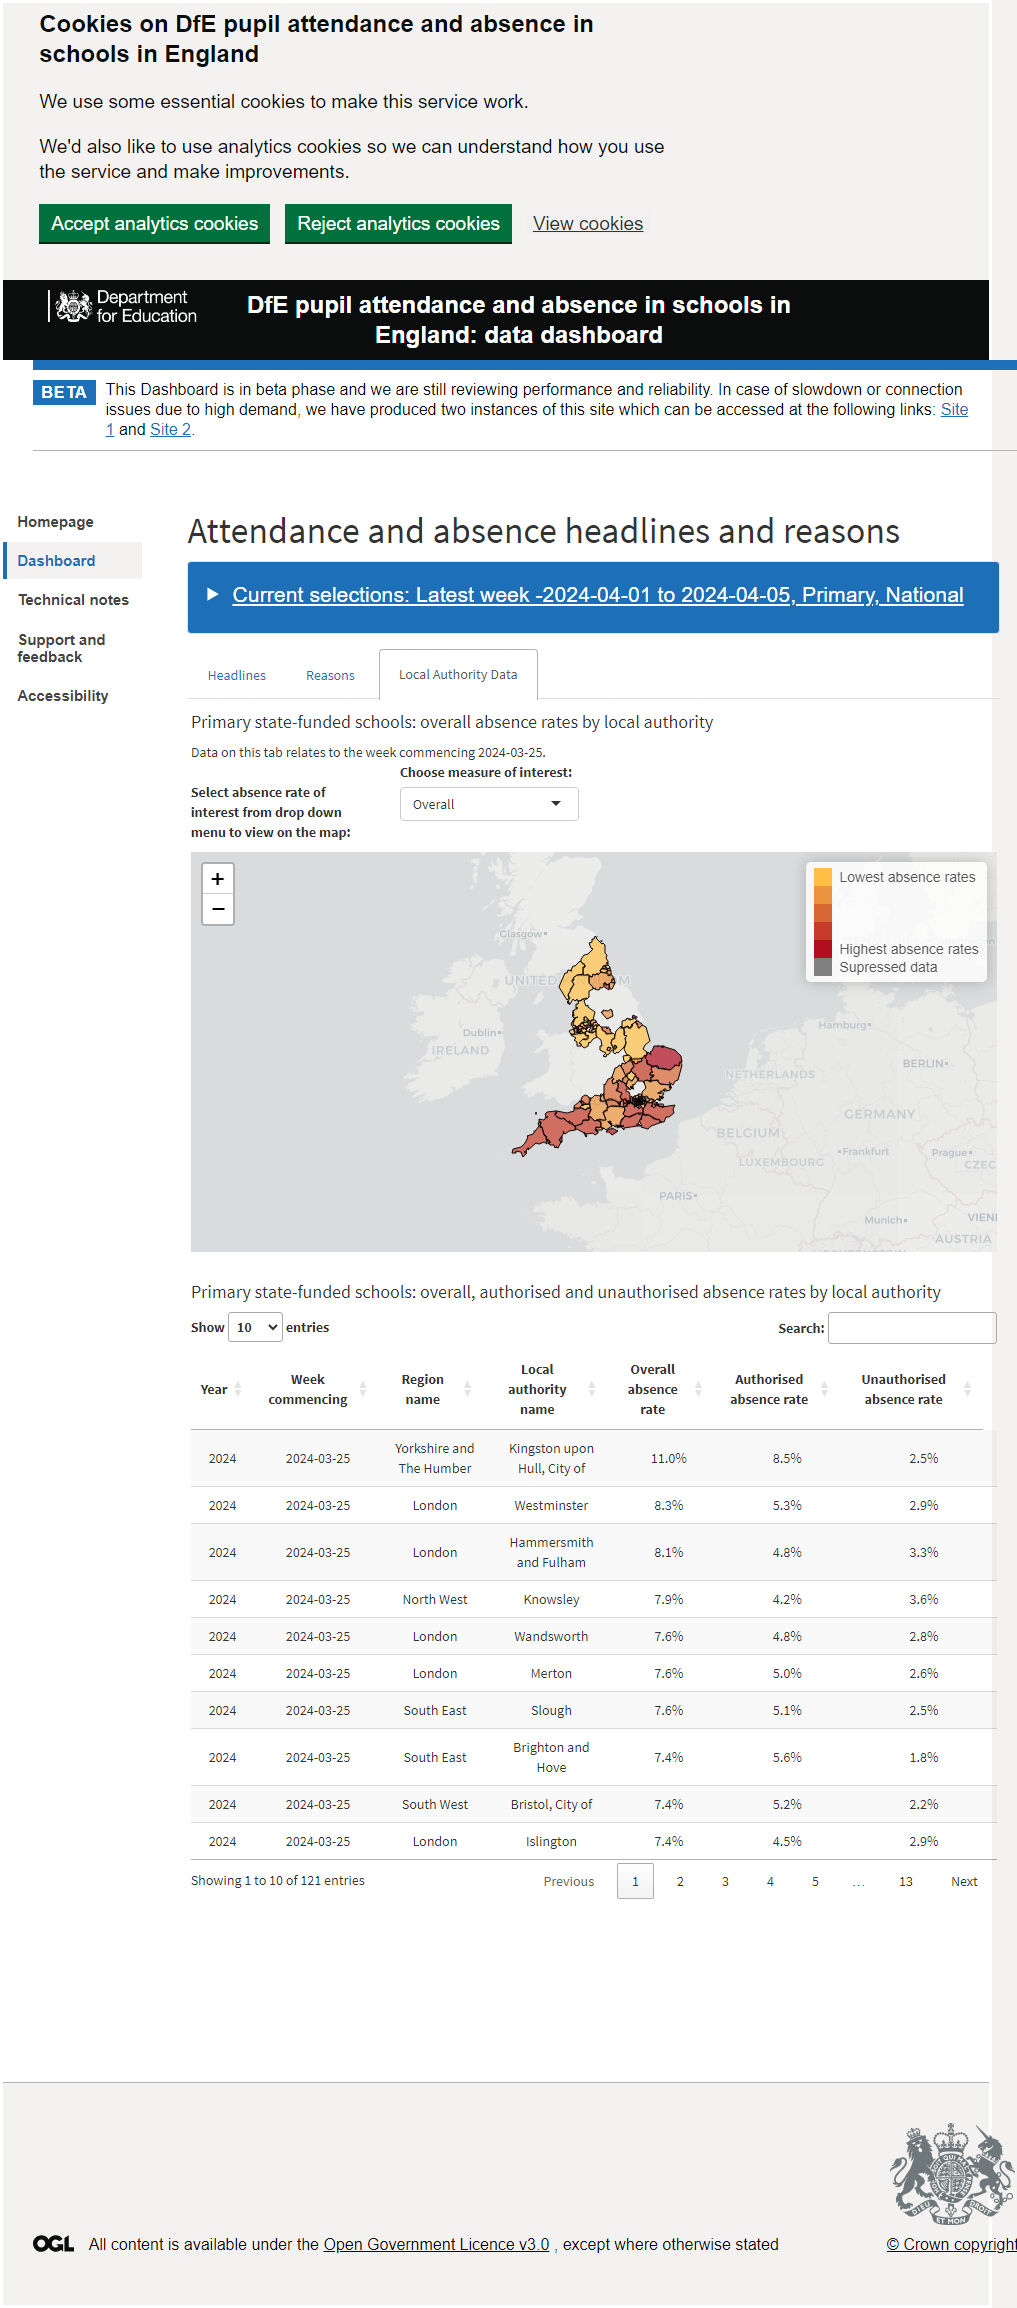 Cookies on DfE pupil attendance and absence in
schools in England
We use some essential cookies to make this service work.
We'd also like to use analytics cookies so we can understand how you use
the service and make improvements.
Accept analytics cookies
Reject analytics cookies
View cookies
Department
for Education
DfE pupil attendance and absence in schools in
England: data dashboard
BETA
This Dashboard is in beta phase and we are still reviewing performance and reliability. In case of slowdown or connection
issues due to high demand, we have produced two instances of this site which can be accessed at the following links: Site
1 and Site 2.
Homepage
Dashboard
Technical notes
Support and
feedback
Accessibility
Attendance and absence headlines and reasons
Current selections: Latest week -2024-04-01 to 2024-04-05, Primary, National
Headlines
Reasons
Local Authority Data
Primary state-funded schools: overall absence rates by local authority
Data on this tab relates to the week commencing 2024-03-25.
Select absence rate of
interest from drop down
menu to view on the map:
Choose measure of interest:
Overall
+
−
Lowest absence rates
Highest absence rates
Supressed data
Glasgow
UNITED KINGDOM
Dublin
IRELAND
Hamburg
BERLIN
NETHERLANDS
GERMANY
BELGIUM
LUXEMBOURG
Frankfurt
Prague
CZEC
PARIS
Munich
VIEN
AUSTRIA
Primary state-funded schools: overall, authorised and unauthorised absence rates by local authority
Show 10 entries
Search:
Year Week commencing Region name Local authority name Overall absence rate Authorised absence rate Unauthorised absence rate
2024 2024-03-25 Yorkshire and The Humber Kingston upon Hull, City of 11.0% 8.5% 2.5%
2024 2024-03-25 London Westminster 8.3% 5.3% 2.9%
2024 2024-03-25 London Hammersmith and Fulham 8.1% 4.8% 3.3%
2024 2024-03-25 North West Knowsley 7.9% 4.2% 3.6%
2024 2024-03-25 London Wandsworth 7.6% 4.8% 2.8%
2024 2024-03-25 London Merton 7.6% 5.0% 2.6%
2024 2024-03-25 South East Slough 7.6% 5.1% 2.5%
2024 2024-03-25 South East Brighton and Hove 7.4% 5.6% 1.8%
2024 2024-03-25 South West Bristol, City of 7.4% 5.2% 2.2%
2024 2024-03-25 London Islington 7.4% 4.5% 2.9%
Showing 1 to 10 of 121 entries
Previous 1 2 3 4 5 … 13 Next
OGL All content is available under the Open Government Licence v3.0 , except where otherwise stated
© Crown copyright